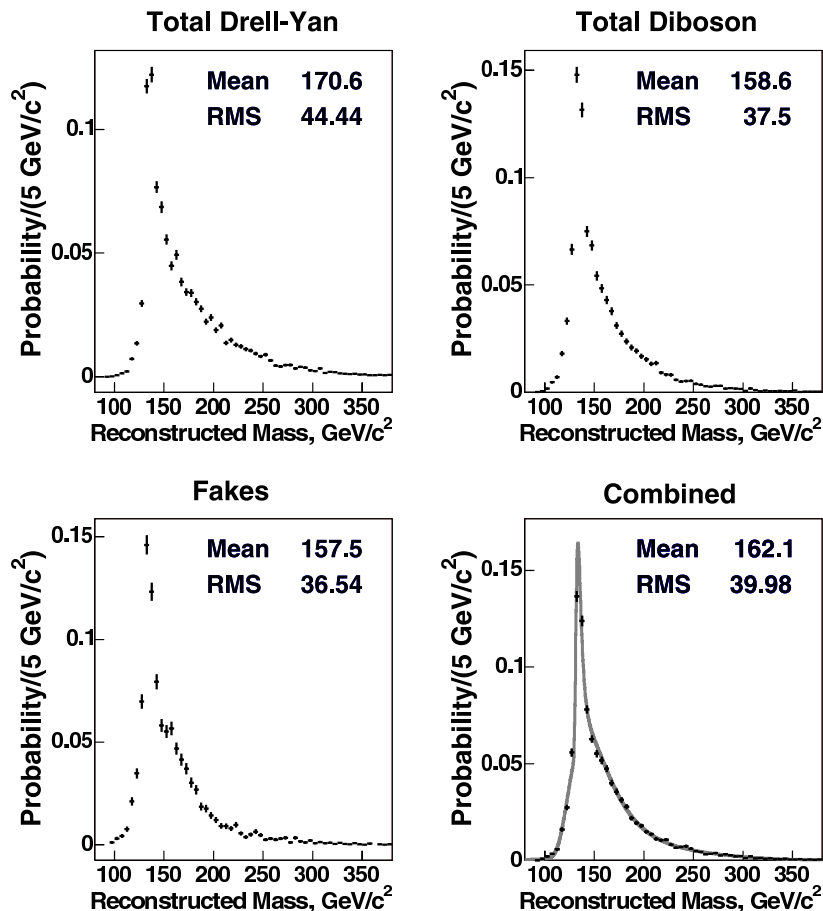 Total Drell-Yan
Probability/(5 GeV/c²)
0.1
0.05
0
Mean 170.6
RMS 44.44
100 150 200 250 300 350
Reconstructed Mass, GeV/c²
Total Diboson
Probability/(5 GeV/c²)
0.15
0.1
0.05
0
Mean 158.6
RMS 37.5
100 150 200 250 300 350
Reconstructed Mass, GeV/c²
Fakes
Probability/(5 GeV/c²)
0.15
0.1
0.05
0
Mean 157.5
RMS 36.54
100 150 200 250 300 350
Reconstructed Mass, GeV/c²
Combined
Probability/(5 GeV/c²)
0.15
0.1
0.05
0
Mean 162.1
RMS 39.98
100 150 200 250 300 350
Reconstructed Mass, GeV/c²